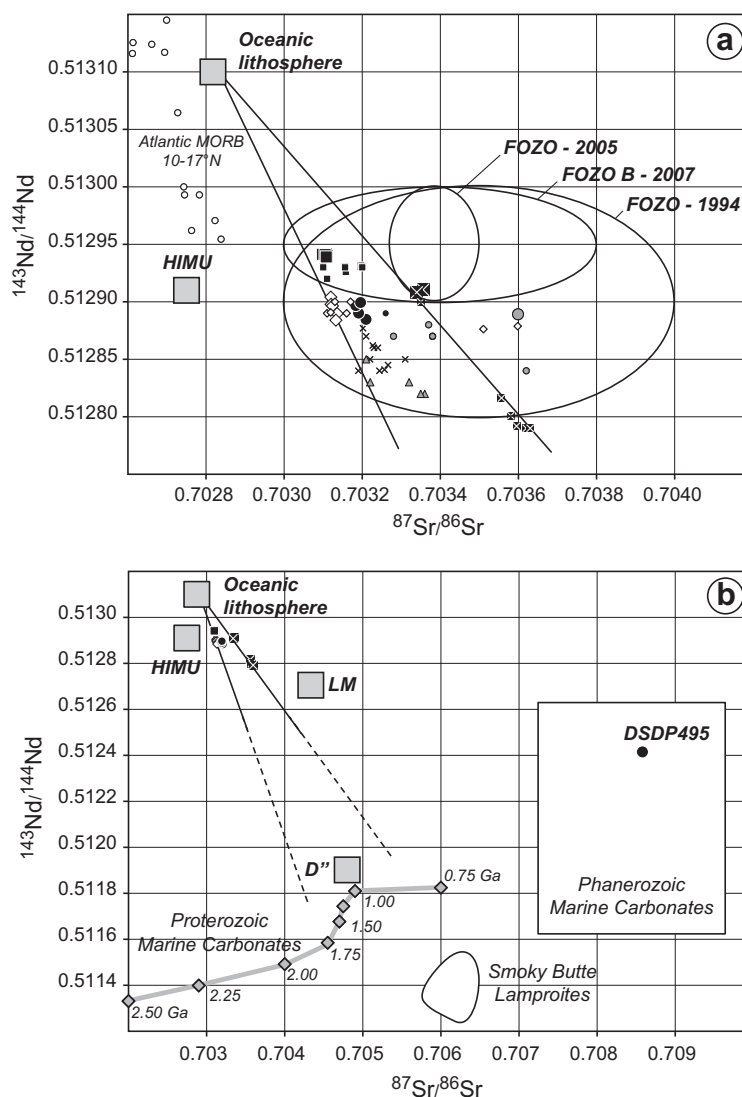 a
Oceanic
lithosphere
0.51310
0.51305
0.51300
0.51295
0.51290
0.51285
0.51280
143Nd/144Nd
Atlantic MORB
10-17°N
FOZO - 2005
FOZO B - 2007
FOZO - 1994
HIMU
0.7028
0.7030
0.7032
0.7034
0.7036
0.7038
0.7040
87Sr/86Sr
b
Oceanic
lithosphere
0.5130
0.5128
0.5126
0.5124
0.5122
0.5120
0.5118
0.5116
0.5114
143Nd/144Nd
HIMU
LM
DSDP495
D”
0.75 Ga
1.00
1.50
1.75
2.00
2.25
2.50 Ga
Proterozoic
Marine Carbonates
Phanerozoic
Marine Carbonates
Smoky Butte
Lamproites
0.703
0.704
0.705
0.706
0.707
0.708
0.709
87Sr/86Sr